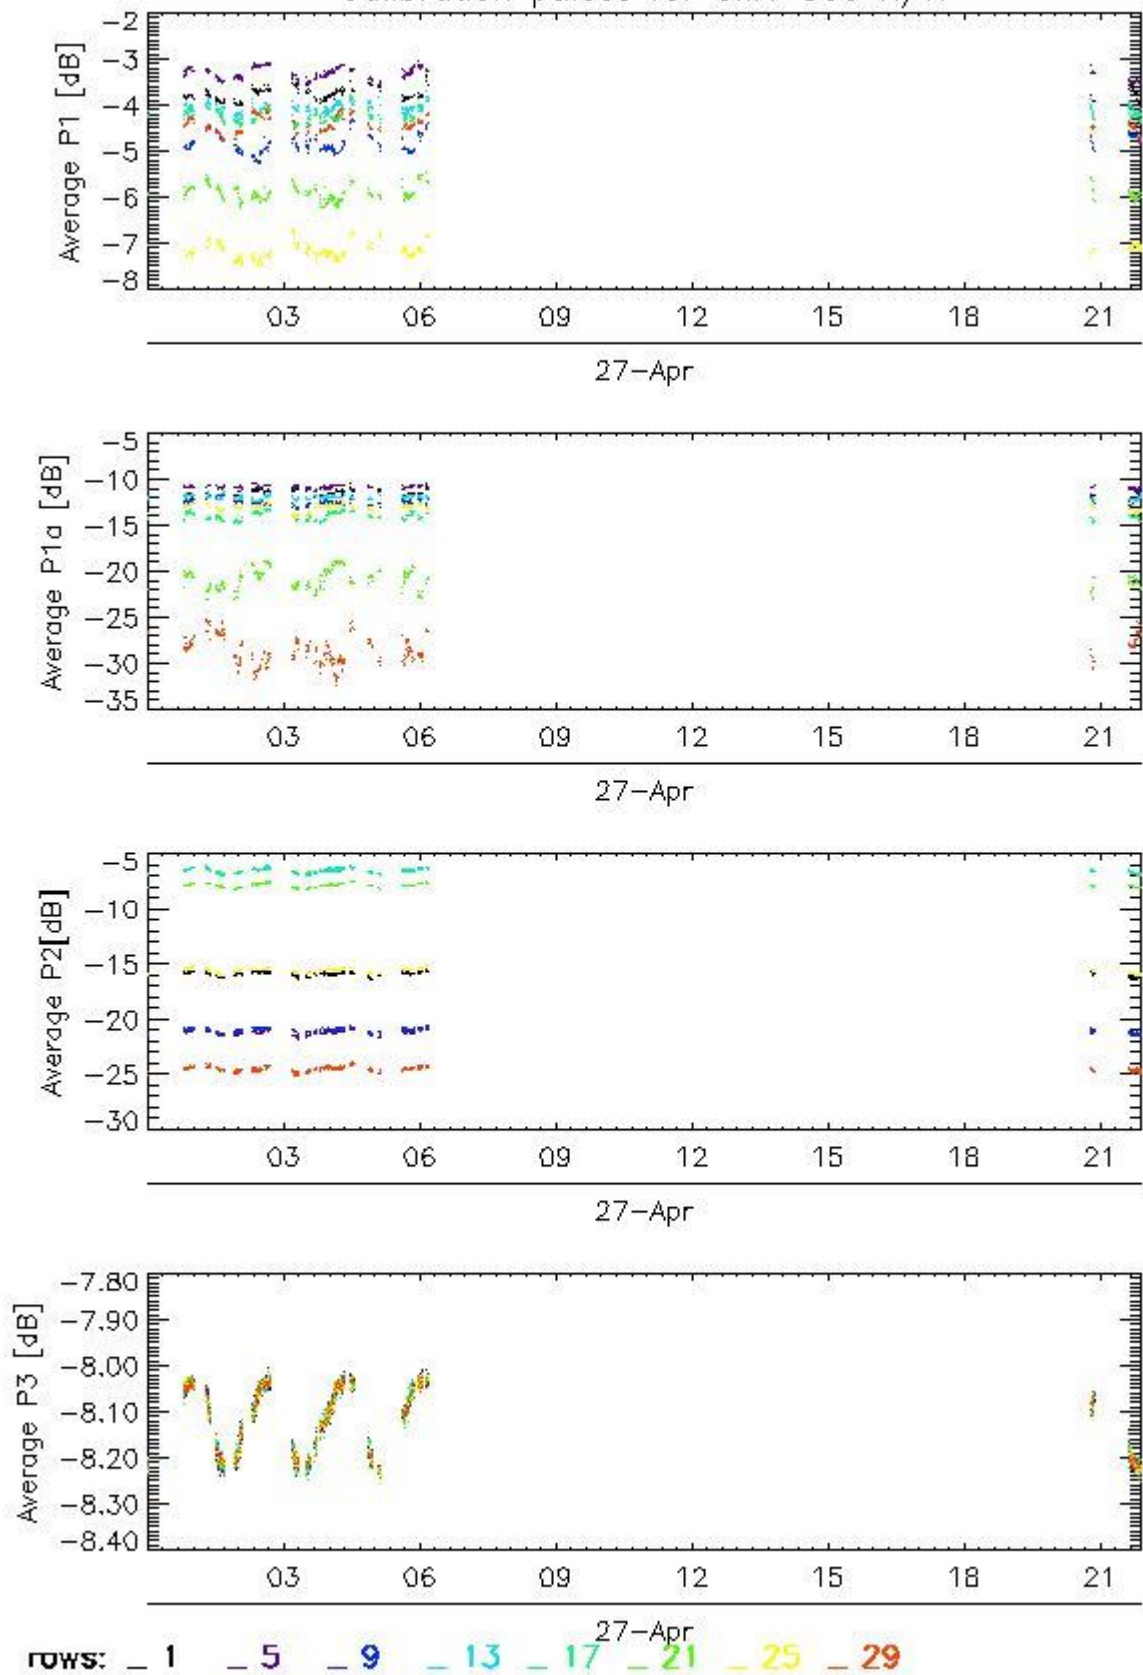 -2
-3
-4
-5
-6
-7
-8
Average P1 [dB]
03 06 09 12 15 18 21
27-Apr
-5
-10
-15
-20
-25
-30
-35
Average P1a [dB]
03 06 09 12 15 18 21
27-Apr
-5
-10
-15
-20
-25
-30
Average P2[dB]
03 06 09 12 15 18 21
27-Apr
-7.80
-7.90
-8.00
-8.10
-8.20
-8.30
-8.40
Average P3 [dB]
03 06 09 12 15 18 21
27-Apr
rows: _ 1 _ 5 _ 9 _ 13 _ 17 _ 21 _ 25 _ 29